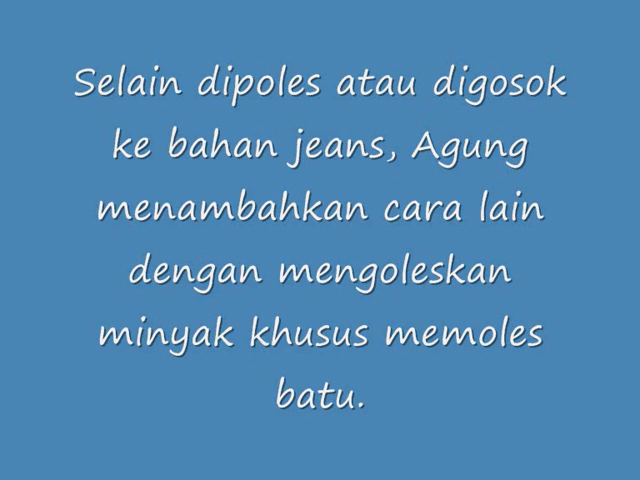 Selain dipoles atau digosok
ke bahan jeans, Agung
menambahkan cara lain
dengan mengoleskan
minyak khusus memoles
batu.